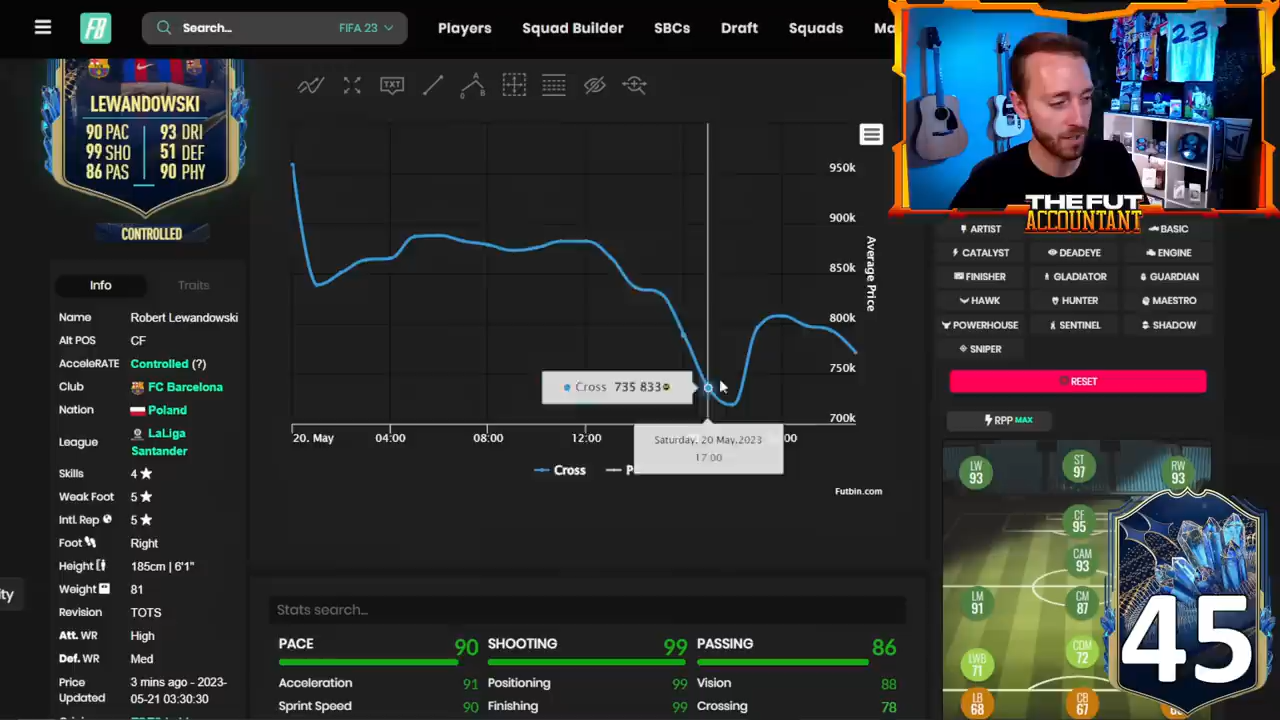 FB
Search...
FIFA 23
Players
Squad Builder
SBCs
Draft
Squads
Ma
23
THE FUT
ACCOUNTANT
LEWANDOWSKI
90 PAC
93 DRI
99 SHO
51 DEF
86 PAS
90 PHY
CONTROLLED
TXT
950k
900k
850k
800k
750k
700k
Average Price
Cross 735 833
20. May
04:00
08:00
12:00
:00
Saturday, 20 May,2023
17:00
Cross
P
Futbin.com
Info
Traits
Name
Robert Lewandowski
Alt POS
CF
AcceleRATE
Controlled (?)
Club
FC Barcelona
Nation
Poland
League
LaLiga
Santander
Skills
4
Weak Foot
5
Intl. Rep
5
Foot
Right
Height
185cm | 6'1"
Weight
81
Revision
TOTS
Att. WR
High
Def. WR
Med
Price
Updated
3 mins ago - 2023-
05-21 03:30:30
ity
Stats search...
PACE
90
SHOOTING
99
PASSING
86
Acceleration
91
Positioning
99
Vision
88
Sprint Speed
90
Finishing
99
Crossing
78
ARTIST
BASIC
CATALYST
DEADEYE
ENGINE
FINISHER
GLADIATOR
GUARDIAN
HAWK
HUNTER
MAESTRO
POWERHOUSE
SENTINEL
SHADOW
SNIPER
RESET
RPP MAX
LW
93
ST
97
RW
93
CF
95
CAM
93
LM
91
CM
87
CDM
72
LWB
71
LB
68
CB
67
45